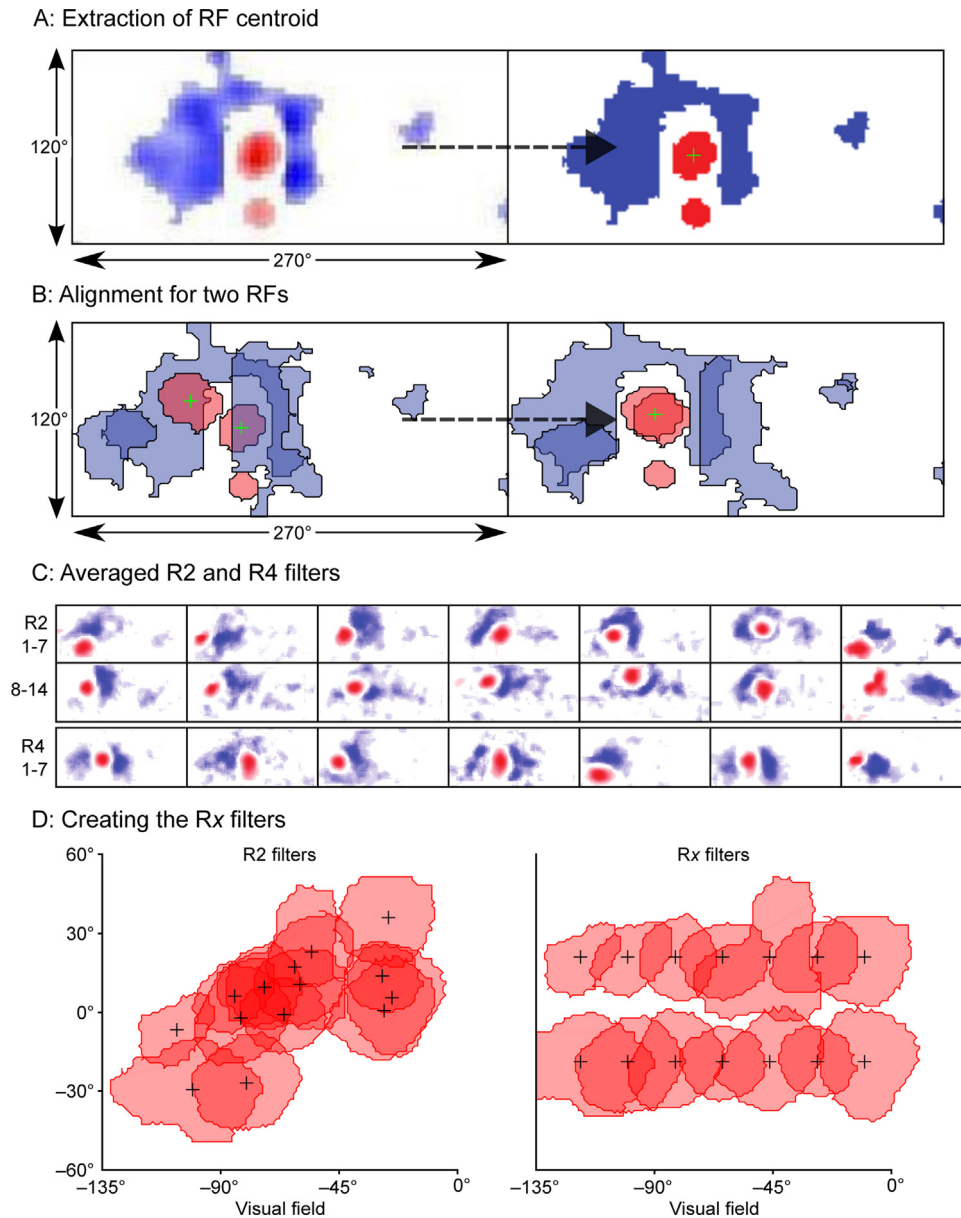 A: Extraction of RF centroid
120°
270°
B: Alignment for two RFs
120°
270°
C: Averaged R2 and R4 filters
R2
1-7
8-14
R4
1-7
D: Creating the Rx filters
R2 filters
Rx filters
60°
30°
0°
–30°
–60°
–135°
–90°
–45°
0°
–90°
–45°
0°
Visual field
Visual field